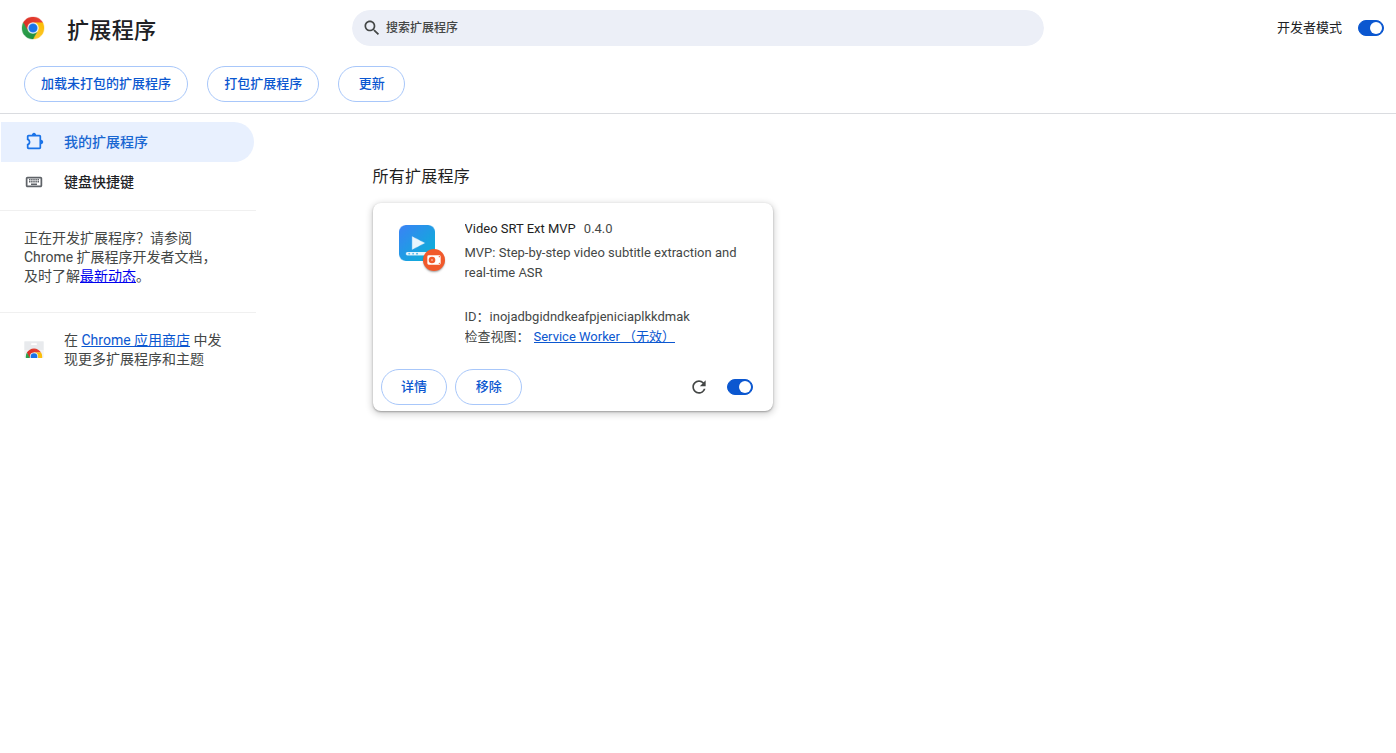 扩展程序
搜索扩展程序
开发者模式
加载未打包的扩展程序
打包扩展程序
更新
我的扩展程序
键盘快捷键
正在开发扩展程序？请参阅
Chrome 扩展程序开发者文档，
及时了解最新动态。
在 Chrome 应用商店 中发
现更多扩展程序和主题
所有扩展程序
Video SRT Ext MVP 0.4.0
MVP: Step-by-step video subtitle extraction and
real-time ASR
ID：inojadbgidndkeafpjeniciaplkkdmak
检查视图： Service Worker （无效）
详情
移除